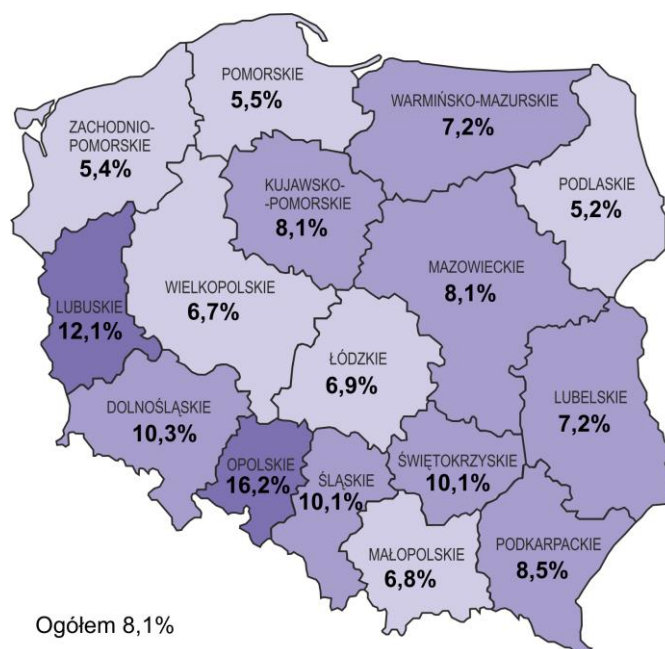 POMORSKIE
5,5%
WARMIŃSKO-MAZURSKIE
7,2%
ZACHODNIO-
POMORSKIE
5,4%
KUJAWSKO-
-POMORSKIE
8,1%
PODLASKIE
5,2%
MAZOWIECKIE
8,1%
WIELKOPOLSKIE
6,7%
LUBUSKIE
12,1%
ŁÓDZKIE
6,9%
LUBELSKIE
7,2%
DOLNOŚLĄSKIE
10,3%
OPOLSKIE
16,2%
ŚLĄSKIE
10,1%
ŚWIĘTOKRZYSKIE
10,1%
MAŁOPOLSKIE
6,8%
PODKARPACKIE
8,5%
Ogółem 8,1%